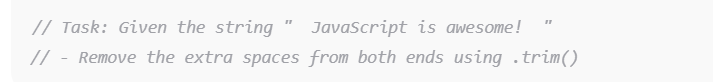 // Task: Given the string "  JavaScript is awesome!  "
// - Remove the extra spaces from both ends using .trim()